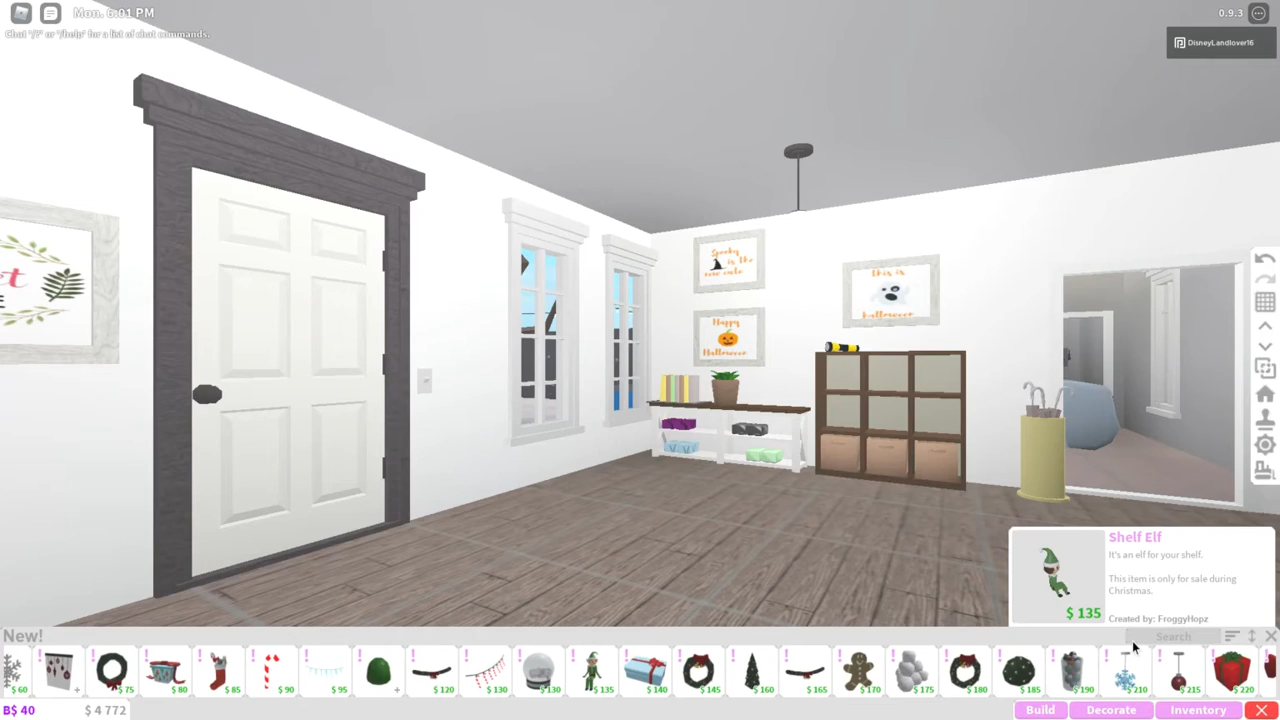 Mon. 6:01 PM
0.9.3
Chat '/?' or '/help' for a list of chat commands.
DisneyLandlover16
Spooky
is the
new cute
this is
halloween
Happy
Halloween
Shelf Elf
It's an elf for your shelf.
This item is only for sale during
Christmas.
$ 135
Created by: FroggyHopz
New!
Search
$ 60
+
$ 75
$ 80
$ 85
$ 90
$ 95
+
$ 120
$ 130
$ 130
$ 135
$ 140
$ 145
$ 160
$ 165
$ 170
$ 175
$ 180
$ 185
$ 190
$ 210
$ 215
$ 220
B$ 40
$ 4 772
Build
Decorate
Inventory